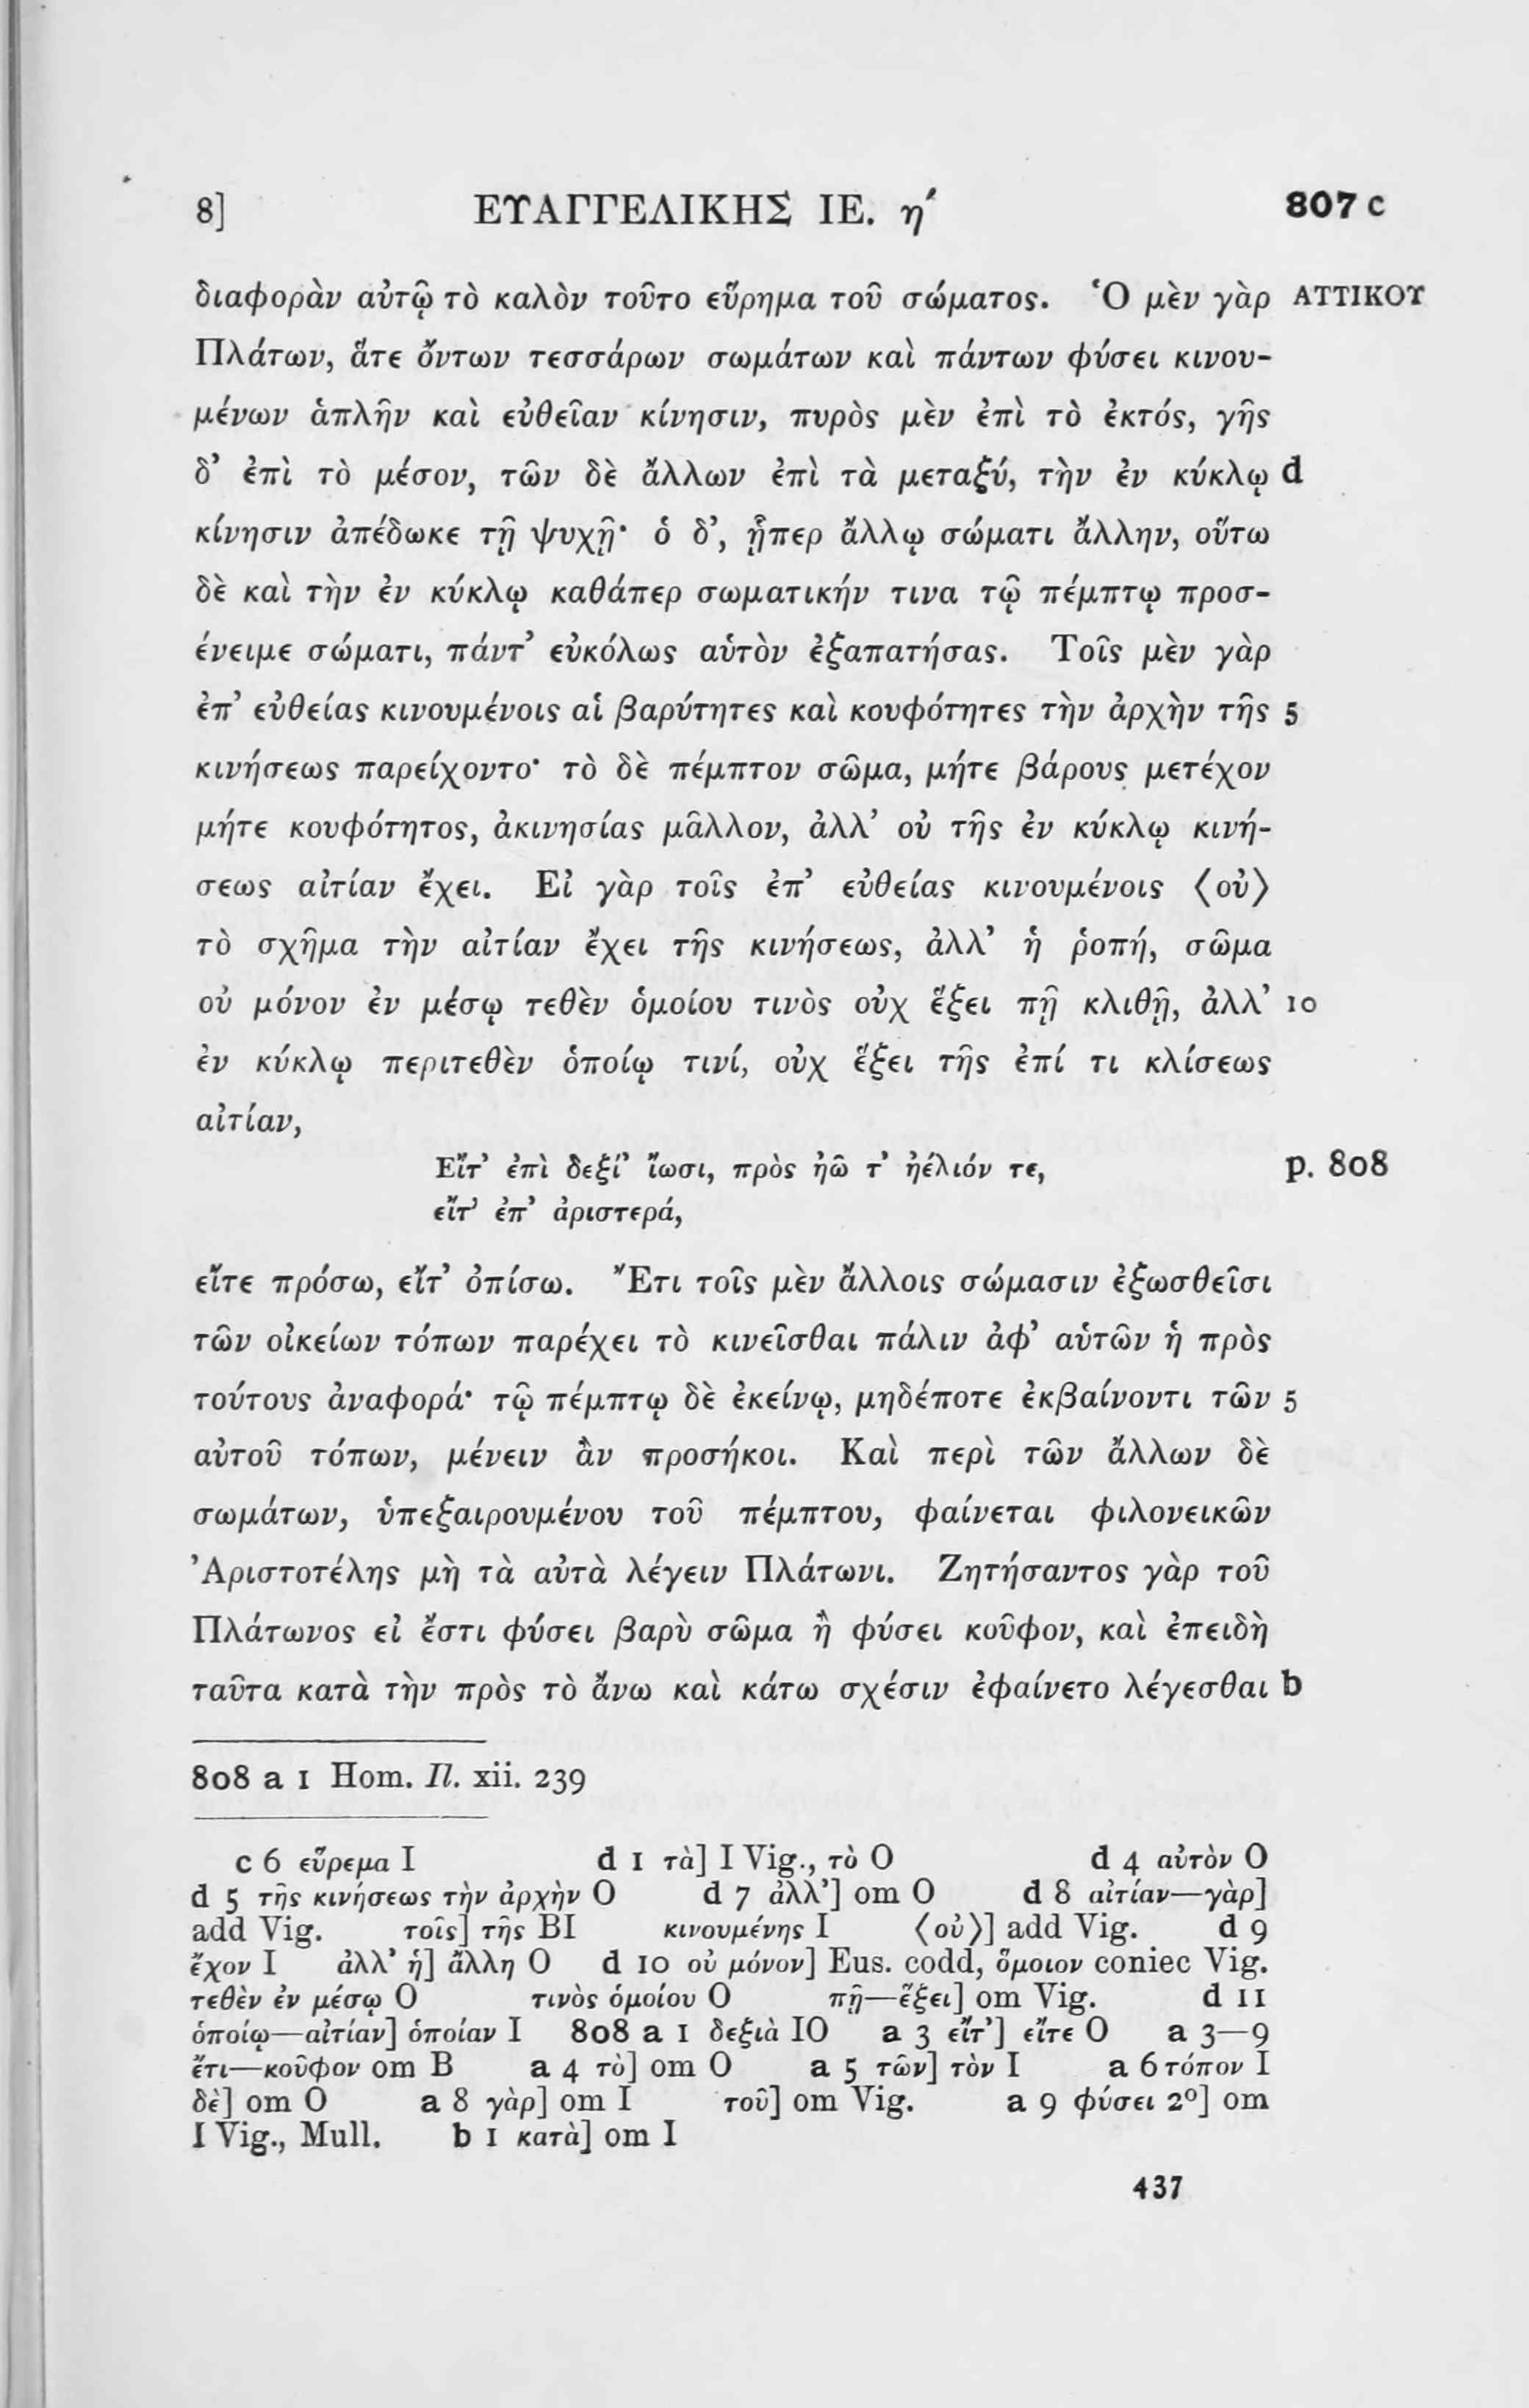 8] ΕΥΑΓΓΕΛΙΚΗΣ ΙΕ. η΄ 807 c
διαφορὰν αὐτῷ τὸ καλὸν τοῦτο εὕρημα τοῦ σώματος. Ὁ μὲν γὰρ ΑΤΤΙΚΟΥ
Πλάτων, ἅτε ὄντων τεσσάρων σωμάτων καὶ πάντων φύσει κινου-
μένων ἁπλῆν καὶ εὐθεῖαν κίνησιν, πυρὸς μὲν ἐπὶ τὸ ἐκτός, γῆς
δ’ ἐπὶ τὸ μέσον, τῶν δὲ ἄλλων ἐπὶ τὰ μεταξύ, τὴν ἐν κύκλῳ d
κίνησιν ἀπέδωκε τῇ ψυχῇ· ὁ δ’, ᾗπερ ἄλλῳ σώματι ἄλλην, οὕτω
δὲ καὶ τὴν ἐν κύκλῳ καθάπερ σωματικήν τινα τῷ πέμπτῳ προσ-
ένειμε σώματι, πάντ’ εὐκόλως αὑτὸν ἐξαπατήσας. Τοῖς μὲν γὰρ
ἐπ’ εὐθείας κινουμένοις αἱ βαρύτητες καὶ κουφότητες τὴν ἀρχὴν τῆς 5
κινήσεως παρείχοντο· τὸ δὲ πέμπτον σῶμα, μήτε βάρους μετέχον
μήτε κουφότητος, ἀκινησίας μᾶλλον, ἀλλ’ οὐ τῆς ἐν κύκλῳ κινή-
σεως αἰτίαν ἔχει. Εἰ γὰρ τοῖς ἐπ’ εὐθείας κινουμένοις ⟨οὐ⟩
τὸ σχῆμα τὴν αἰτίαν ἔχει τῆς κινήσεως, ἀλλ’ ἡ ῥοπή, σῶμα
οὐ μόνον ἐν μέσῳ τεθὲν ὁμοίου τινὸς οὐχ ἕξει πῇ κλιθῇ, ἀλλ’ 10
ἐν κύκλῳ περιτεθὲν ὁποίῳ τινί, οὐχ ἕξει τῆς ἐπί τι κλίσεως
αἰτίαν,
Εἴτ’ ἐπὶ δεξί’ ἴωσι, πρὸς ἠῶ τ’ ἠέλιόν τε, p. 808
εἴτ’ ἐπ’ ἀριστερά,
εἴτε πρόσω, εἴτ’ ὀπίσω. Ἔτι τοῖς μὲν ἄλλοις σώμασιν ἐξωσθεῖσι
τῶν οἰκείων τόπων παρέχει τὸ κινεῖσθαι πάλιν ἀφ’ αὑτῶν ἡ πρὸς
τούτους ἀναφορά· τῷ πέμπτῳ δὲ ἐκείνῳ, μηδέποτε ἐκβαίνοντι τῶν 5
αὐτοῦ τόπων, μένειν ἂν προσήκοι. Καὶ περὶ τῶν ἄλλων δὲ
σωμάτων, ὑπεξαιρουμένου τοῦ πέμπτου, φαίνεται φιλονεικῶν
Ἀριστοτέλης μὴ τὰ αὐτὰ λέγειν Πλάτωνι. Ζητήσαντος γὰρ τοῦ
Πλάτωνος εἰ ἔστι φύσει βαρὺ σῶμα ἢ φύσει κοῦφον, καὶ ἐπειδὴ
ταῦτα κατὰ τὴν πρὸς τὸ ἄνω καὶ κάτω σχέσιν ἐφαίνετο λέγεσθαι b
808 a 1 Hom. Il. xii. 239
c 6 εὕρεμα I d 1 τὰ] I Vig., τὸ O d 4 αὐτὸν O
d 5 τῆς κινήσεως τὴν ἀρχὴν O d 7 ἀλλ’] om O d 8 αἰτίαν—γὰρ]
add Vig. τοῖς] τῆς BI κινουμένης I ⟨οὐ⟩] add Vig. d 9
ἔχον I ἀλλ’ ἡ] ἄλλη O d 10 οὐ μόνον] Eus. codd, ὅμοιον coniec Vig.
τεθὲν ἐν μέσῳ O τινὸς ὁμοίου O πῇ—ἕξει] om Vig. d 11
ὁποίῳ—αἰτίαν] ὁποίαν I 808 a 1 δεξιὰ IO a 3 εἴτ’] εἴτε O a 3—9
ἔτι—κοῦφον om B a 4 τὸ] om O a 5 τῶν] τὸν I a 6 τόπον I
δὲ] om O a 8 γὰρ] om I τοῦ] om Vig. a 9 φύσει 2º] om
I Vig., Mull. b 1 κατὰ] om I
437